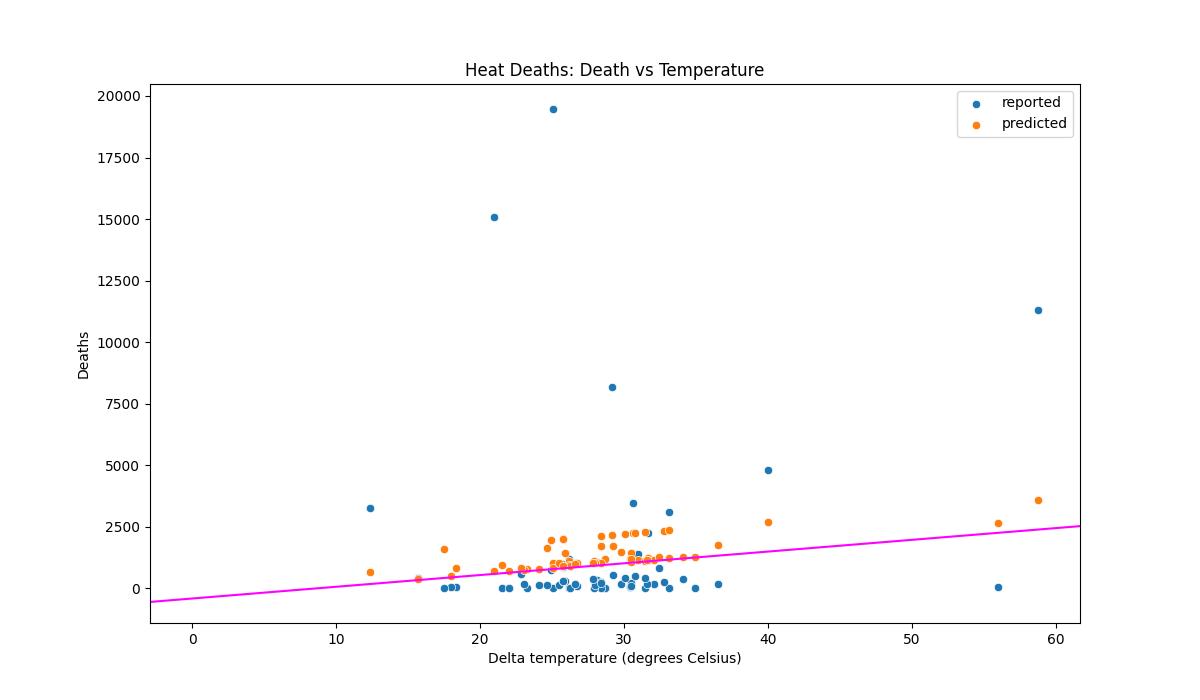 Heat Deaths: Death vs Temperature
reported
predicted
20000
17500
15000
12500
10000
7500
5000
2500
0
Deaths
0 10 20 30 40 50 60
Delta temperature (degrees Celsius)